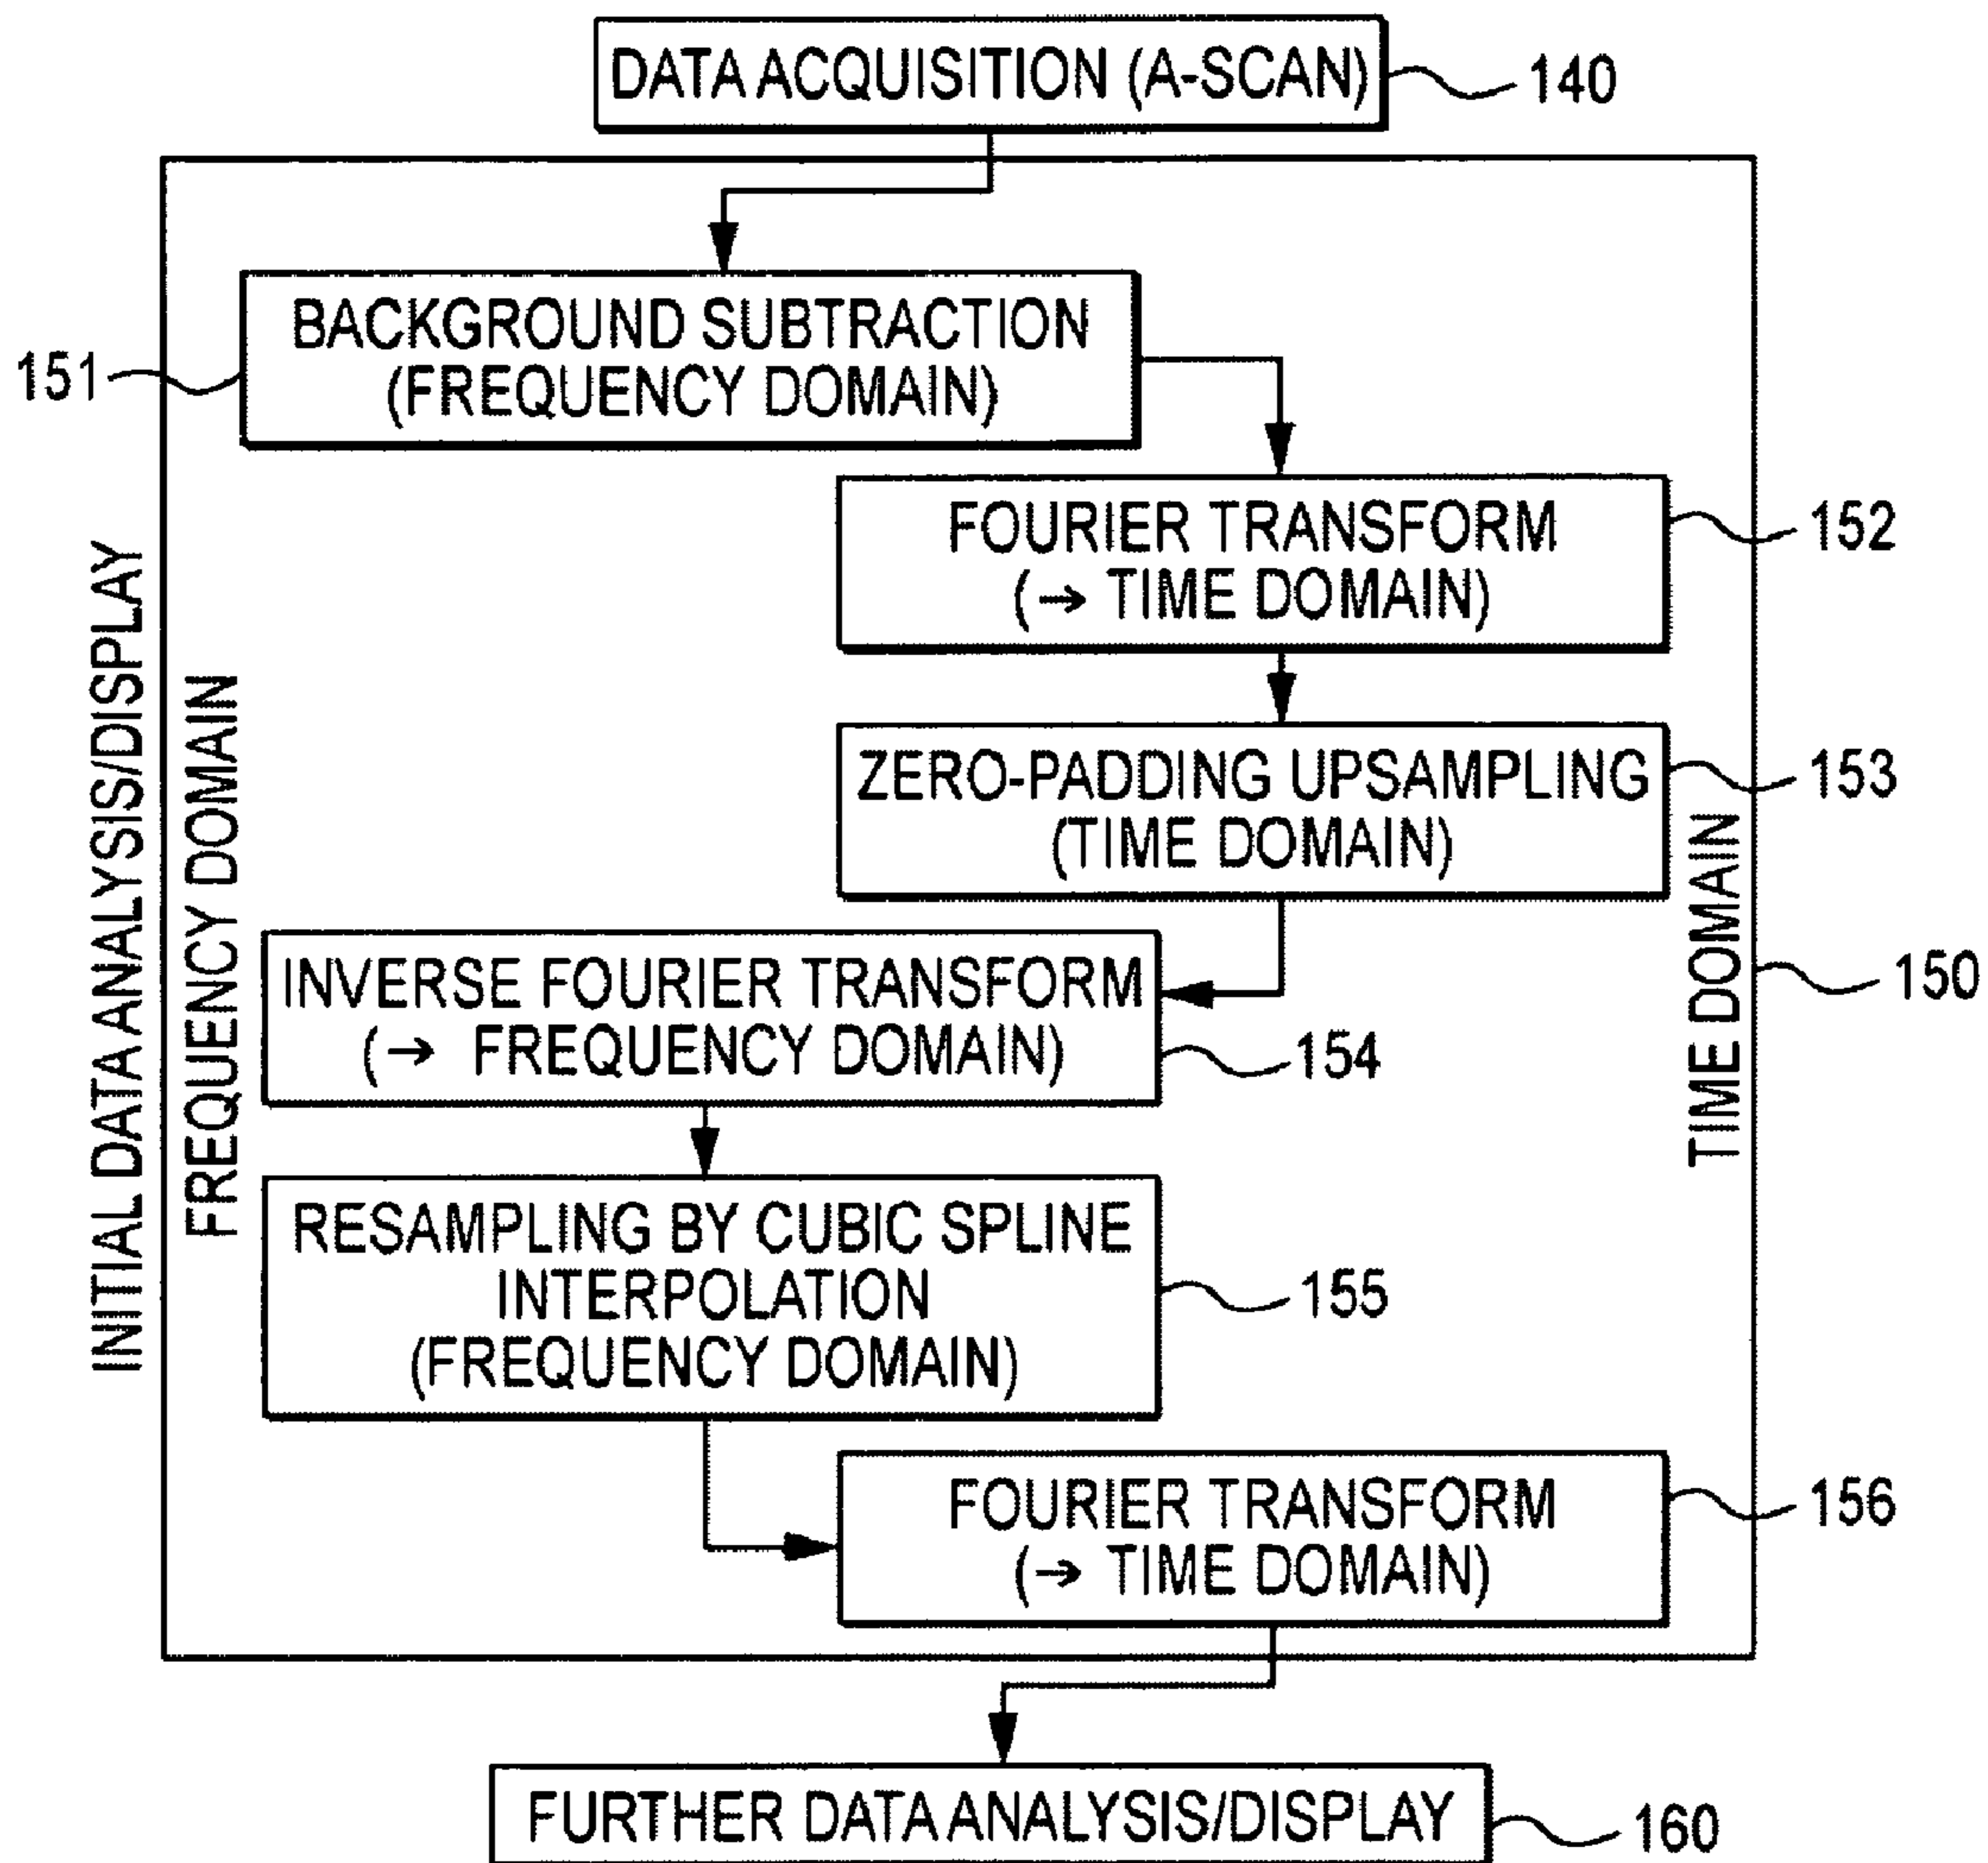 DATA ACQUISITION (A-SCAN)
140
BACKGROUND SUBTRACTION
(FREQUENCY DOMAIN)
151
FOURIER TRANSFORM
(→ TIME DOMAIN)
152
ZERO-PADDING UPSAMPLING
(TIME DOMAIN)
153
INITIAL DATA ANALYSIS/DISPLAY
FREQUENCY DOMAIN
TIME DOMAIN
150
INVERSE FOURIER TRANSFORM
(→ FREQUENCY DOMAIN)
154
RESAMPLING BY CUBIC SPLINE
INTERPOLATION
(FREQUENCY DOMAIN)
155
FOURIER TRANSFORM
(→ TIME DOMAIN)
156
FURTHER DATA ANALYSIS/DISPLAY
160